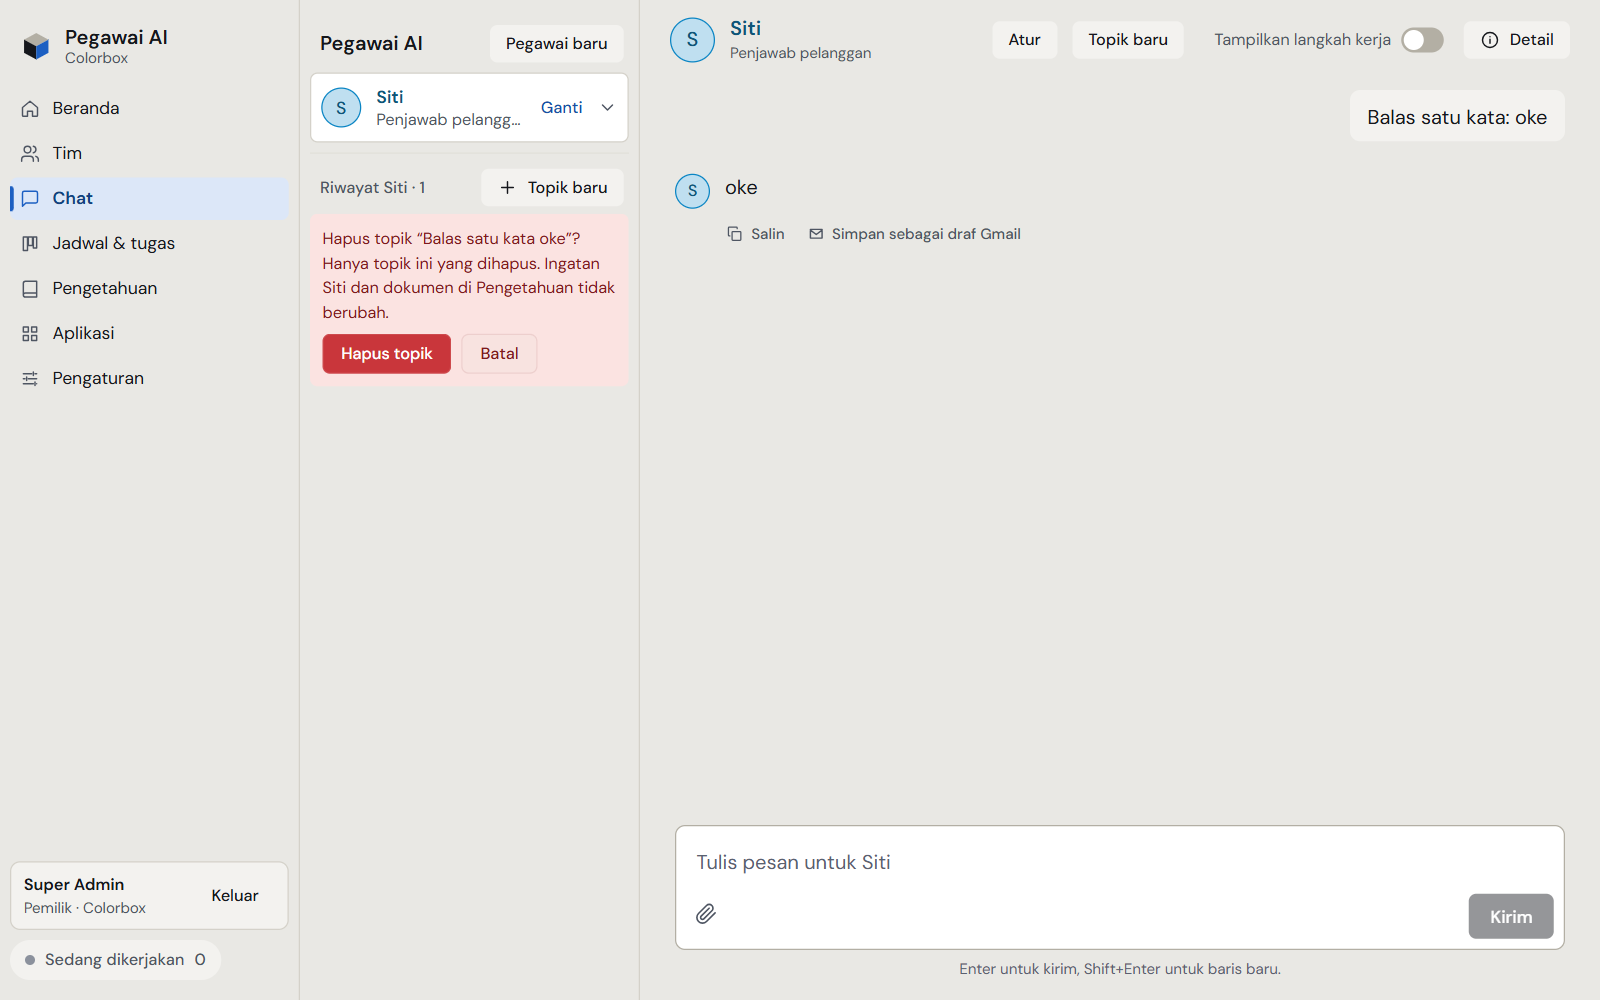 Pegawai AI
Colorbox
Beranda
Tim
Chat
Jadwal & tugas
Pengetahuan
Aplikasi
Pengaturan
Super Admin
Pemilik · Colorbox
Keluar
Sedang dikerjakan 0
Pegawai AI
Pegawai baru
S
Siti
Penjawab pelangg...
Ganti
Riwayat Siti · 1
Topik baru
Hapus topik “Balas satu kata oke”?
Hanya topik ini yang dihapus. Ingatan
Siti dan dokumen di Pengetahuan tidak
berubah.
Hapus topik
Batal
S
Siti
Penjawab pelanggan
Atur
Topik baru
Tampilkan langkah kerja
Detail
Balas satu kata: oke
S
oke
Salin
Simpan sebagai draf Gmail
Tulis pesan untuk Siti
Kirim
Enter untuk kirim, Shift+Enter untuk baris baru.